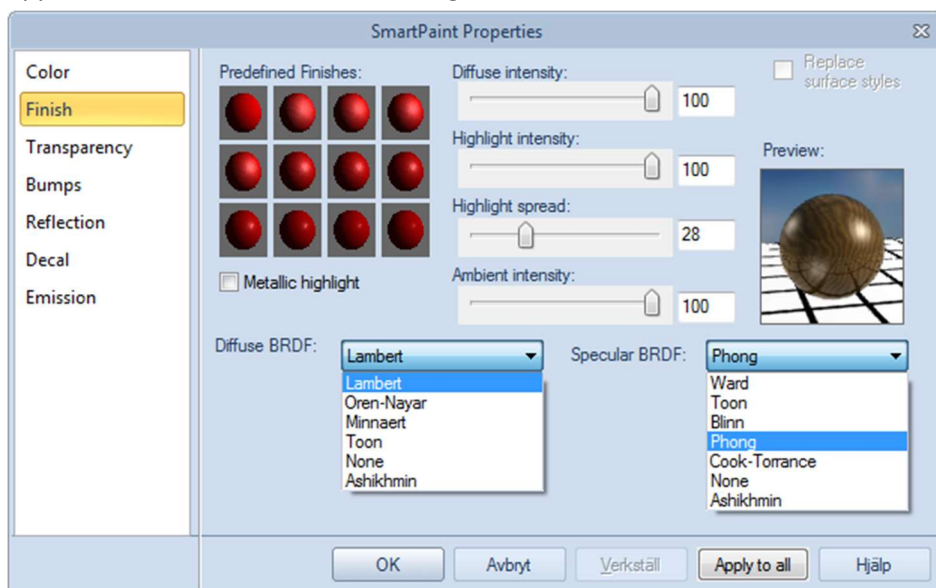 SmartPaint Properties
Color
Finish
Transparency
Bumps
Reflection
Decal
Emission
Predefined Finishes:
Metallic highlight
Diffuse intensity:
100
Highlight intensity:
100
Highlight spread:
28
Ambient intensity:
100
Replace
surface styles
Preview:
Diffuse BRDF:
Lambert
Lambert
Oren-Nayar
Minnaert
Toon
None
Ashikhmin
Specular BRDF:
Phong
Ward
Toon
Blinn
Phong
Cook-Torrance
None
Ashikhmin
OK
Avbryt
Verkställ
Apply to all
Hjälp